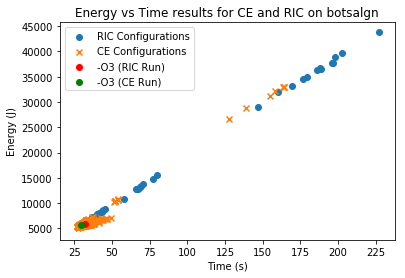 Energy vs Time results for CE and RIC on botsalgn
RIC Configurations
CE Configurations
-O3 (RIC Run)
-O3 (CE Run)
Energy (J)
45000
40000
35000
30000
25000
20000
15000
10000
5000
25
50
75
100
125
150
175
200
225
Time (s)